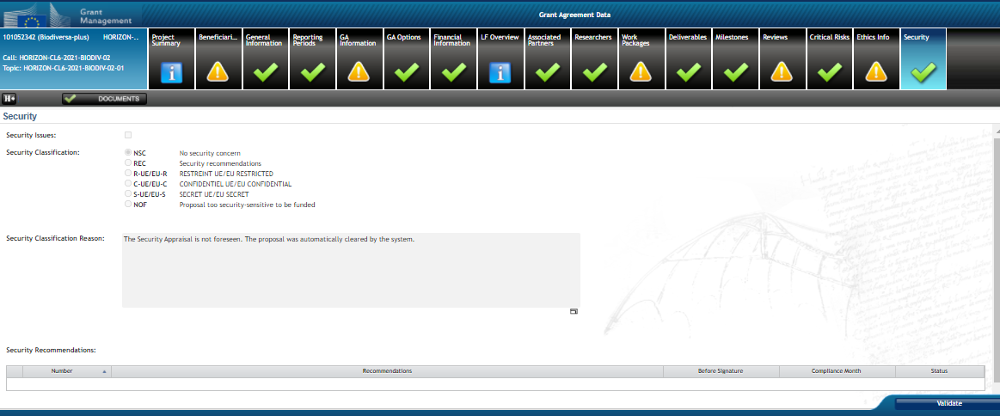 Grant
Management
Grant Agreement Data
101052342 (Biodiversa-plus) HORIZON-..
Call: HORIZON-CL6-2021-BIODIV-02
Topic: HORIZON-CL6-2021-BIODIV-02-01
Project
Summary
Beneficiari...
General
Information
Reporting
Periods
GA
Information
GA Options
Financial
Information
LF Overview
Associated
Partners
Researchers
Work
Packages
Deliverables
Milestones
Reviews
Critical Risks
Ethics Info
Security
DOCUMENTS
Security
Security Issues:
Security Classification:
NSC No security concern
REC Security recommendations
R-UE/EU-R RESTREINT UE/EU RESTRICTED
C-UE/EU-C CONFIDENTIEL UE/EU CONFIDENTIAL
S-UE/EU-S SECRET UE/EU SECRET
NOF Proposal too security-sensitive to be funded
Security Classification Reason:
The Security Appraisal is not foreseen. The proposal was automatically cleared by the system.
Security Recommendations:
Number Recommendations Before Signature Compliance Month Status
Validate